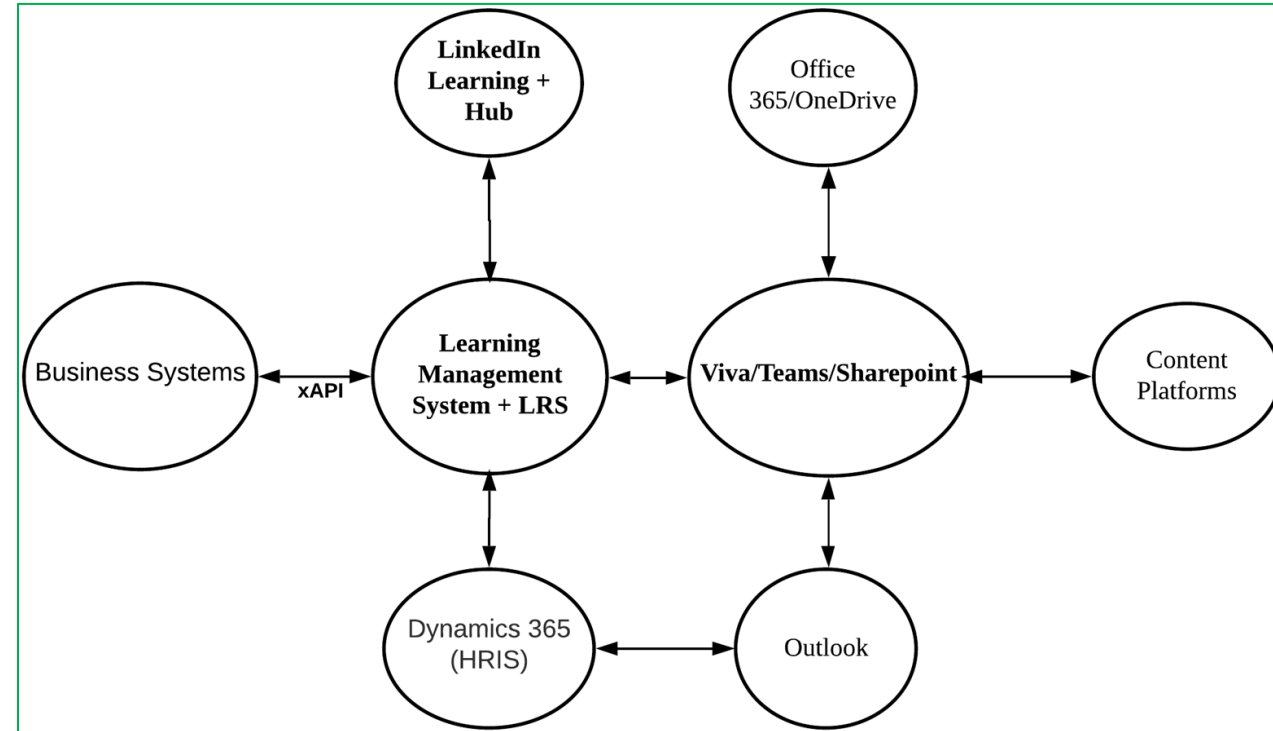 LinkedIn
Learning +
Hub
Office
365/OneDrive
Business Systems
xAPI
Learning
Management
System + LRS
Viva/Teams/Sharepoint
Content
Platforms
Dynamics 365
(HRIS)
Outlook